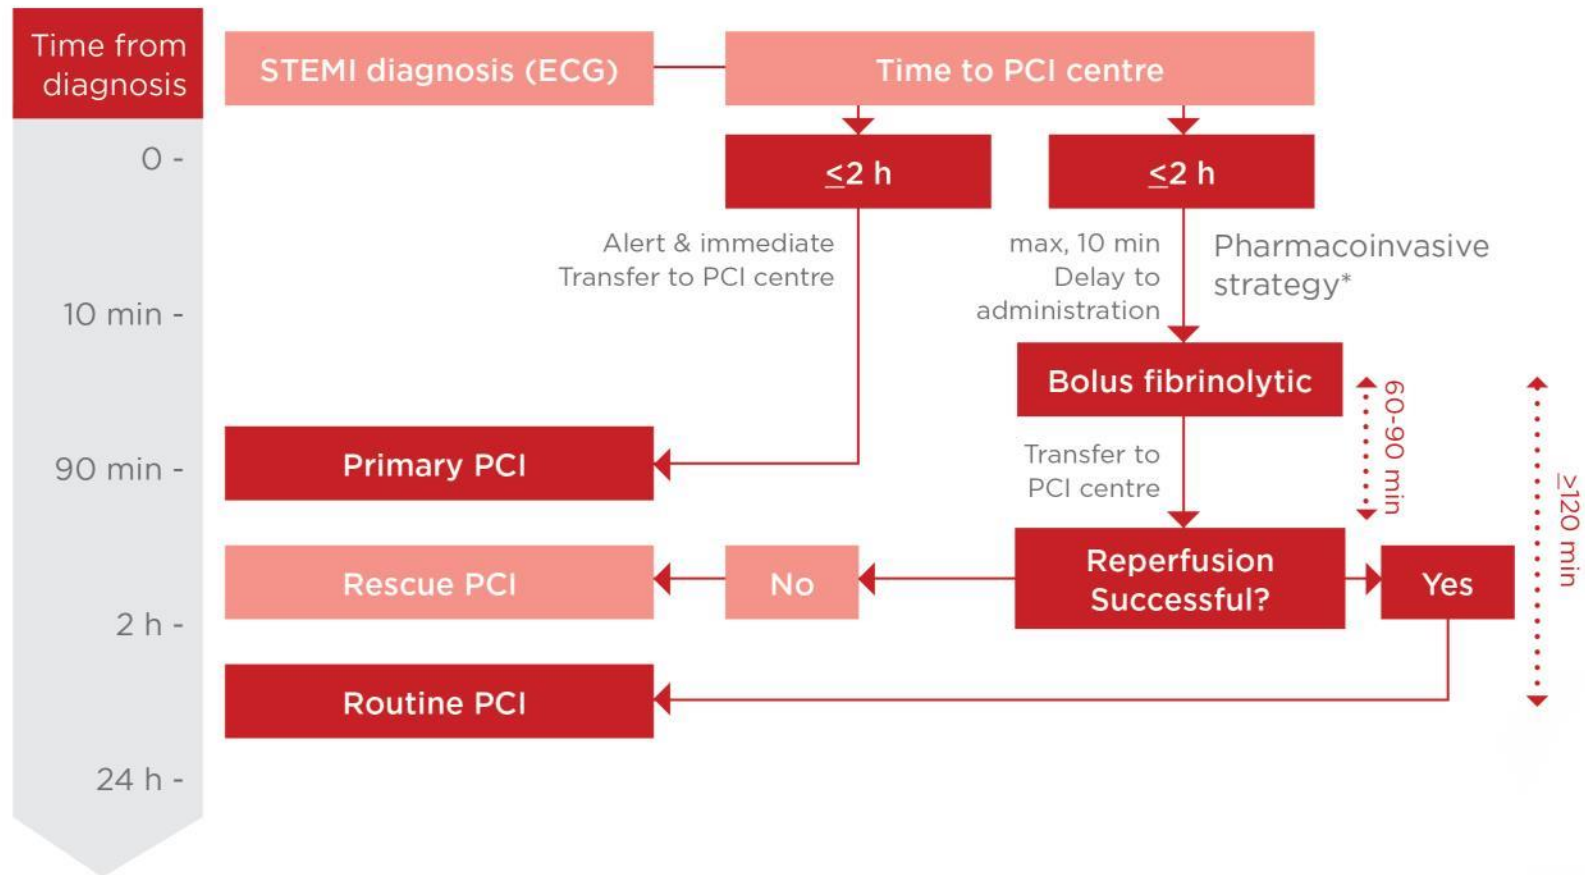 Time from
diagnosis
STEMI diagnosis (ECG)
Time to PCI centre
0 -
≤2 h
≤2 h
Alert & immediate
Transfer to PCI centre
max, 10 min
Delay to
administration
Pharmacoinvasive
strategy*
10 min -
Bolus fibrinolytic
60-90 min
≥120 min
90 min -
Primary PCI
Transfer to
PCI centre
Rescue PCI
No
Reperfusion
Successful?
Yes
2 h -
Routine PCI
24 h -